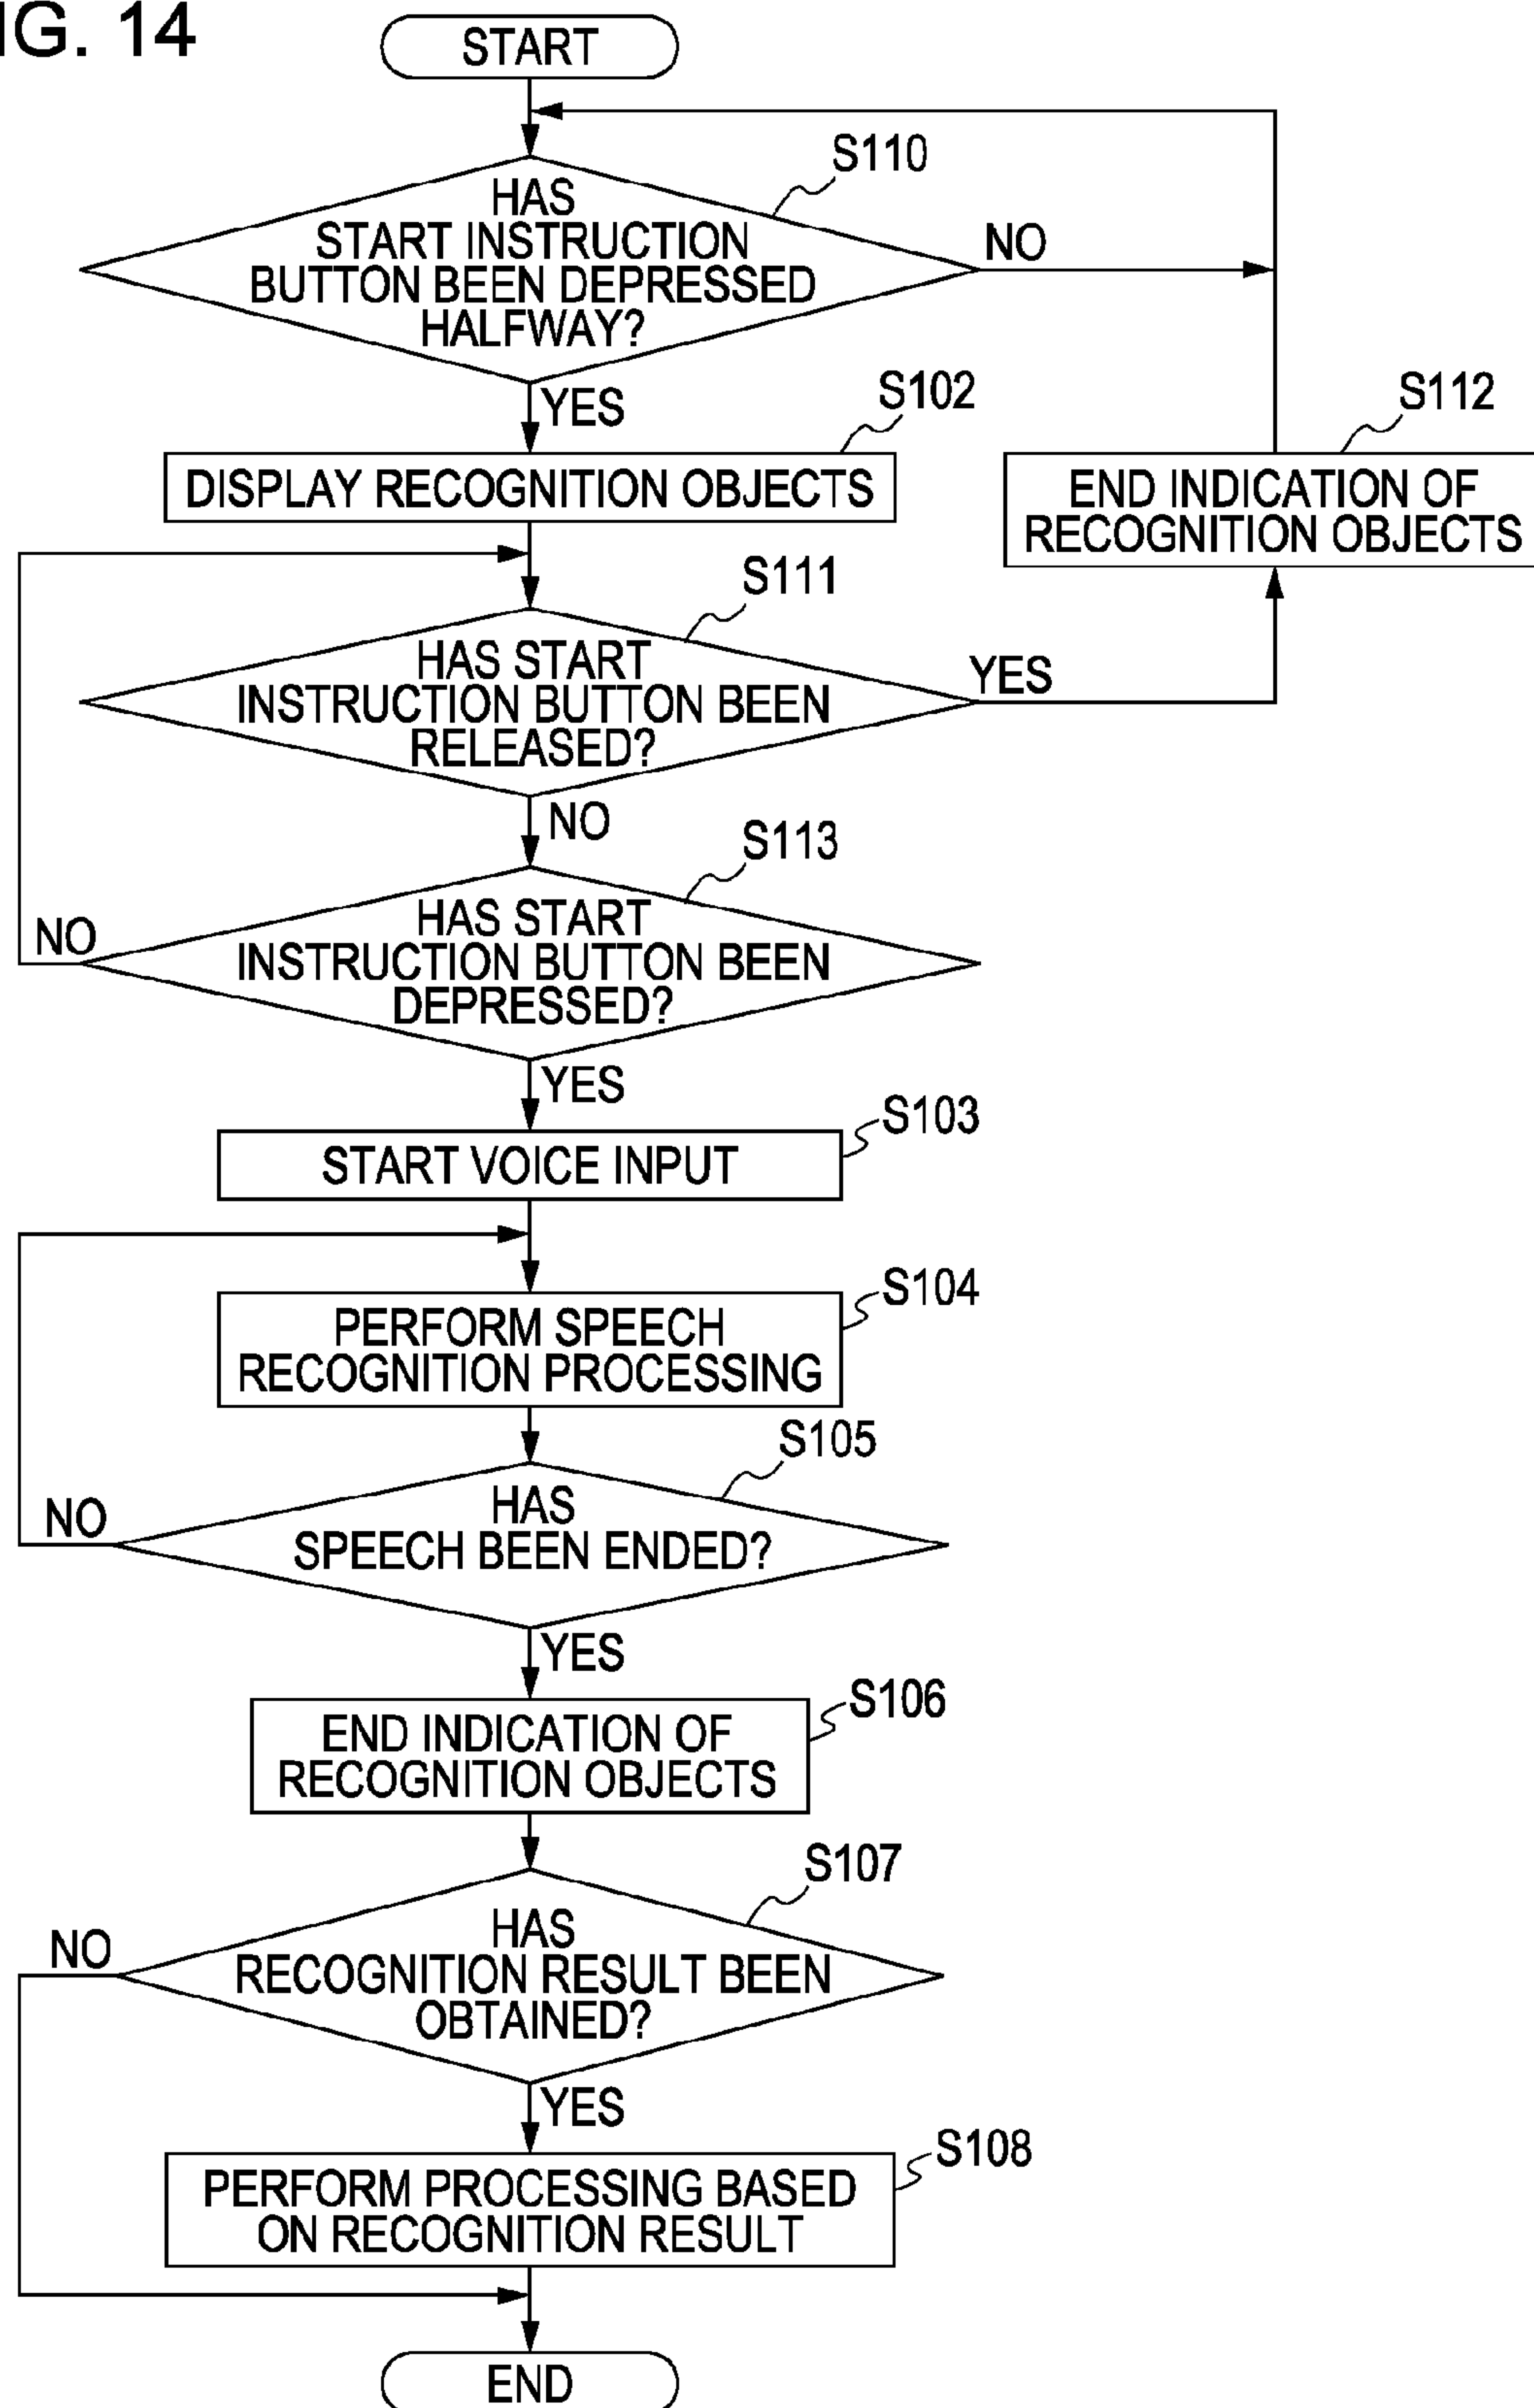 IG. 14
START
S110
HAS
START INSTRUCTION
BUTTON BEEN DEPRESSED
HALFWAY?
NO
YES
S102
DISPLAY RECOGNITION OBJECTS
S112
END INDICATION OF
RECOGNITION OBJECTS
S111
HAS START
INSTRUCTION BUTTON BEEN
RELEASED?
YES
NO
S113
HAS START
INSTRUCTION BUTTON BEEN
DEPRESSED?
NO
YES
S103
START VOICE INPUT
S104
PERFORM SPEECH
RECOGNITION PROCESSING
S105
HAS
SPEECH BEEN ENDED?
NO
YES
S106
END INDICATION OF
RECOGNITION OBJECTS
S107
HAS
RECOGNITION RESULT BEEN
OBTAINED?
NO
YES
S108
PERFORM PROCESSING BASED
ON RECOGNITION RESULT
END